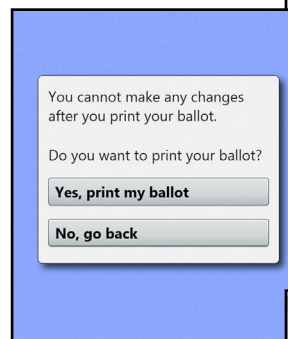 You cannot make any changes
after you print your ballot.
Do you want to print your ballot?
Yes, print my ballot
No, go back